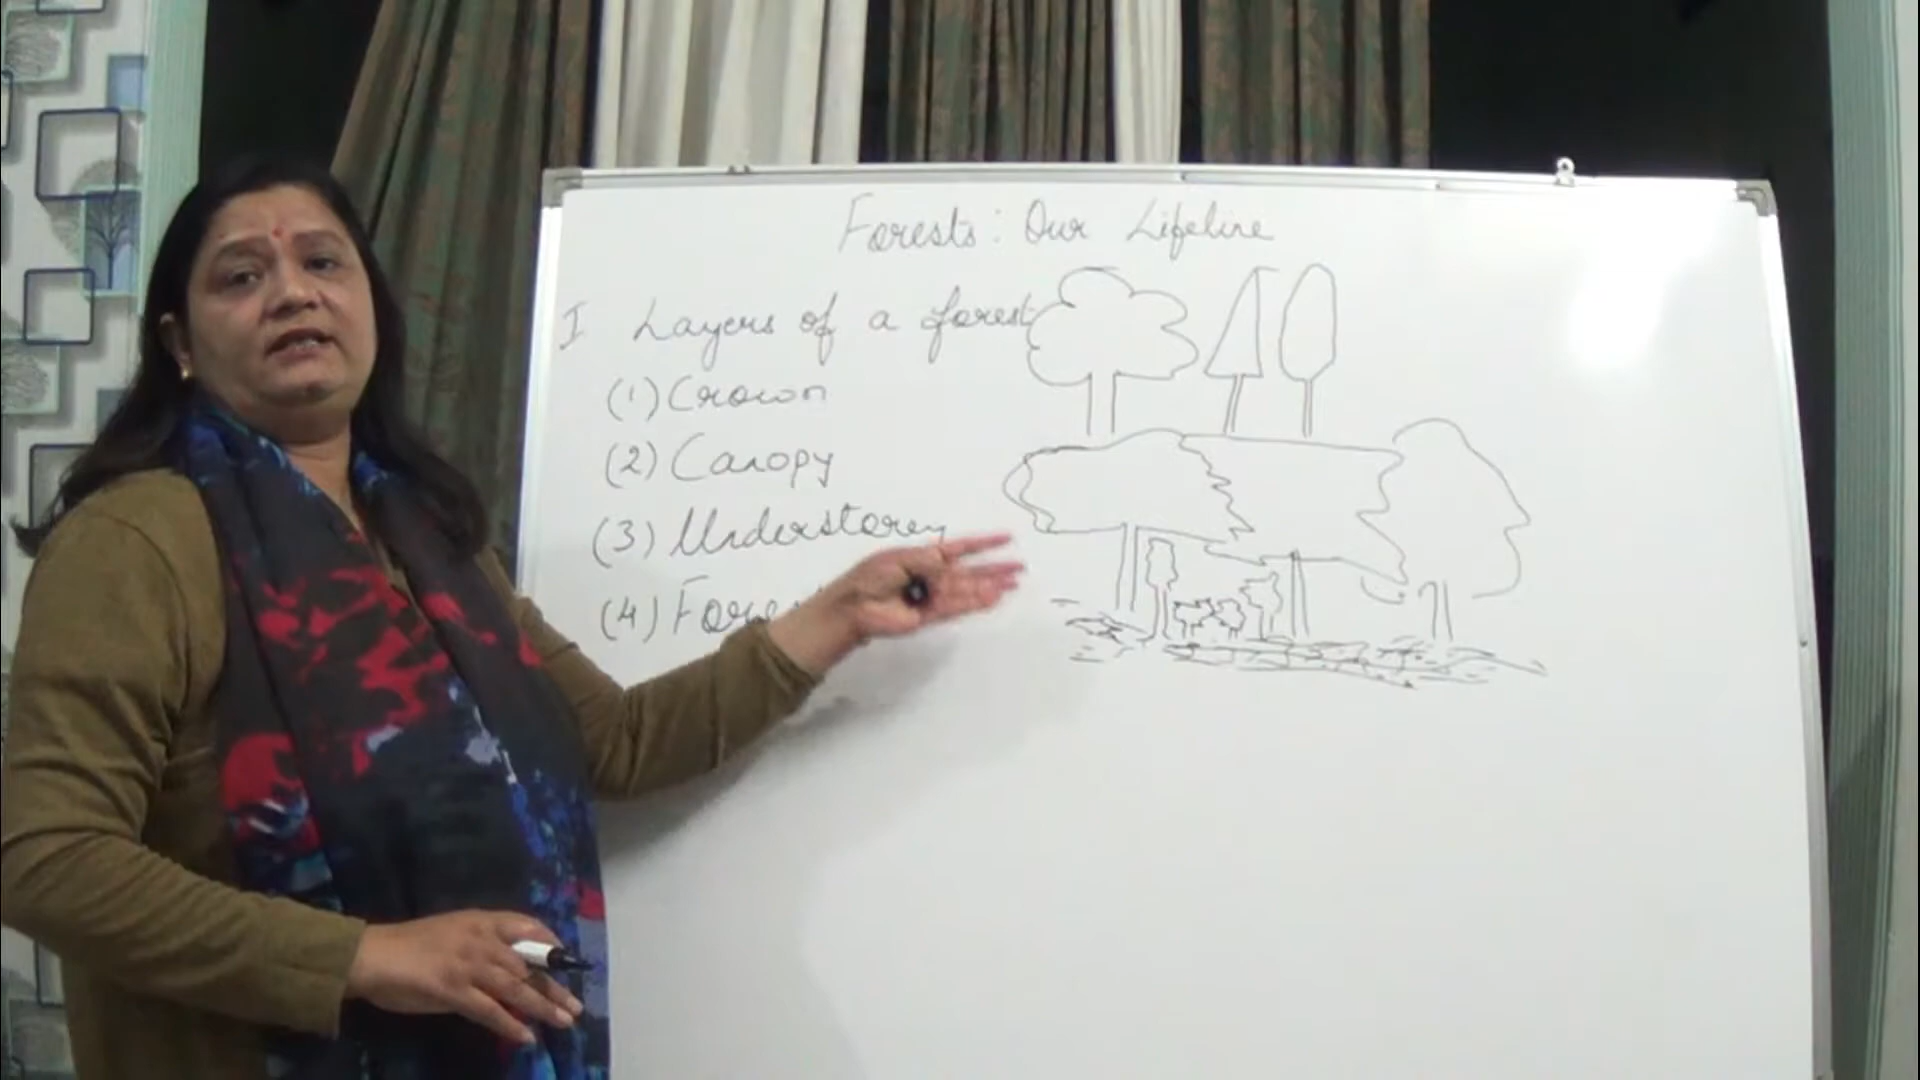 Forests: Our Lifeline
I Layers of a forest
(1) Crown
(2) Canopy
(3) Understorey
(4)